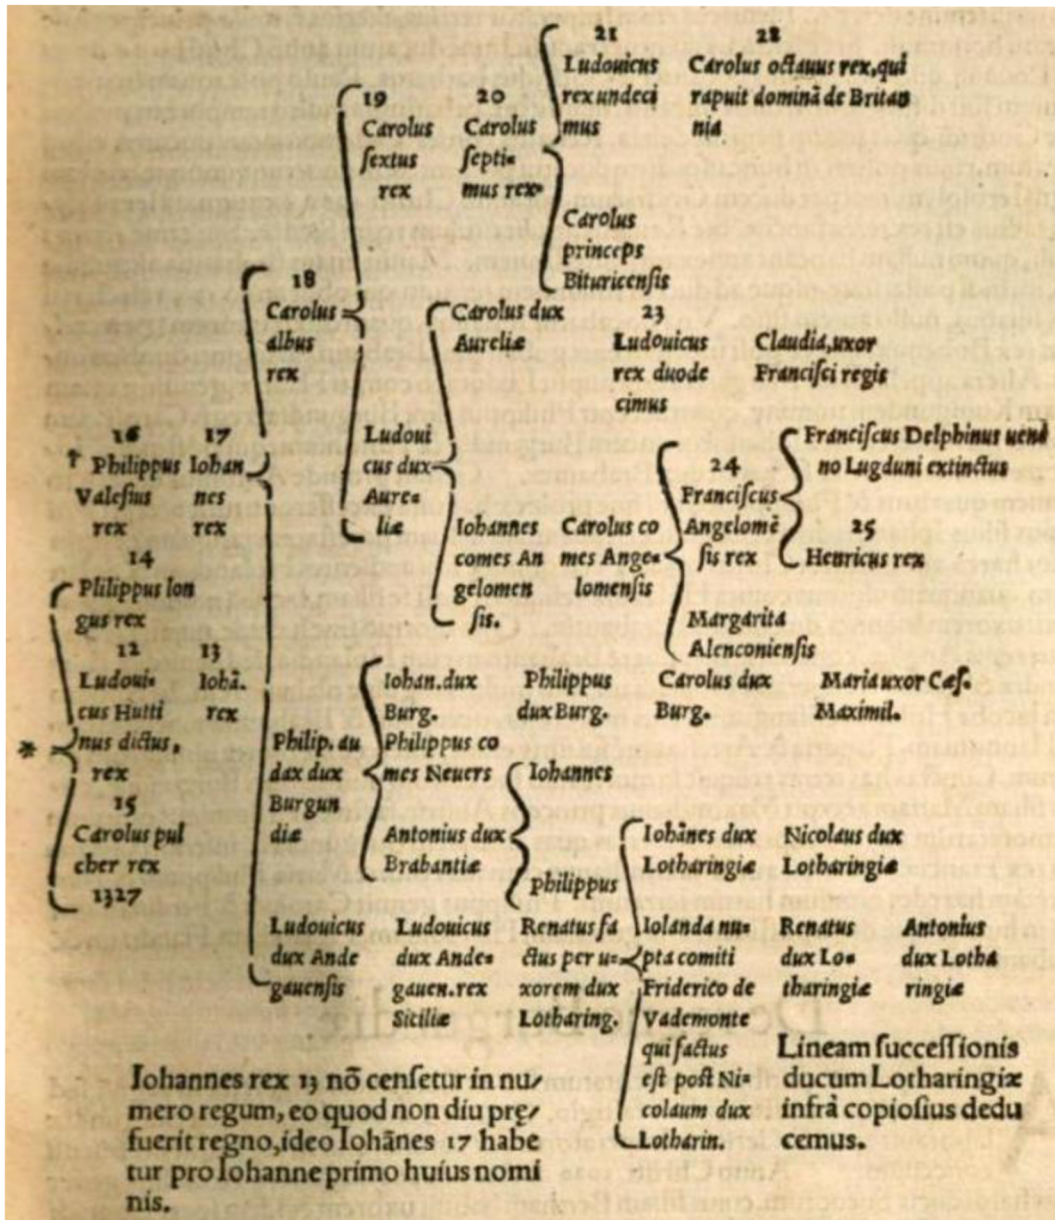 21
Ludouicus
rex undeci
mus
22
Carolus octauus rex, qui
rapuit dominã de Britan
nia
19
Carolus
sextus
rex
20
Carolus
septi=
mus rex=
Carolus
princeps
Bituricensis
18
Carolus
albus
rex
Carolus dux
Aureliæ
23
Ludouicus
rex duode
cimus
Claudia, uxor
Francisci regis
Ludoui
cus dux
Aure=
liæ
16
† Philippus
Valesius
rex
17
Iohan
nes
rex
Franciscus Delphinus uene
no Lugduni extinctus
24
Franciscus
Angelomẽ
sis rex
25
Henricus rex
Iohannes
comes An
gelomen
sis.
Carolus co
mes Ange=
lomensis
Margarita
Alenconiensis
14
Plilippus lon
gus rex
12
Ludoui=
cus Hutti
nus dictus.
rex
13
Iohã.
rex
*
15
Carolus pul
cher rex
1327
Philip. au
dax dux
Burgun
diæ
Iohan. dux
Burg.
Philippus
dux Burg.
Carolus dux
Burg.
Maria uxor Cæs.
Maximil.
Philippus co
mes Neuers
Antonius dux
Brabantiæ
Iohannes
philippus
Iohãnes dux
Lotharingiæ
Nicolaus dux
Lotharingiæ
Ludouicus
dux Ande
gauensis
Ludouicus
dux Ande=
gauen. rex
Siciliæ
Renatus fa
ctus per u=
xorem dux
Lotharing.
Iolanda nu=
pta comiti
Friderico de
Vademonte
qui factus
est post Ni=
colaum dux
Lotharin.
Renatus
dux Lo=
tharingiæ
Antonius
dux Lotha
ringiæ
Iohannes rex 13 nõ censetur in nu/
mero regum, eo quod non diu pre/
fuerit regno, ideo Iohãnes 17 habe
tur pro Iohanne primo huius nomi
nis.
Lineam successionis
ducum Lotharingiæ
infrà copiosius dedu
cemus.